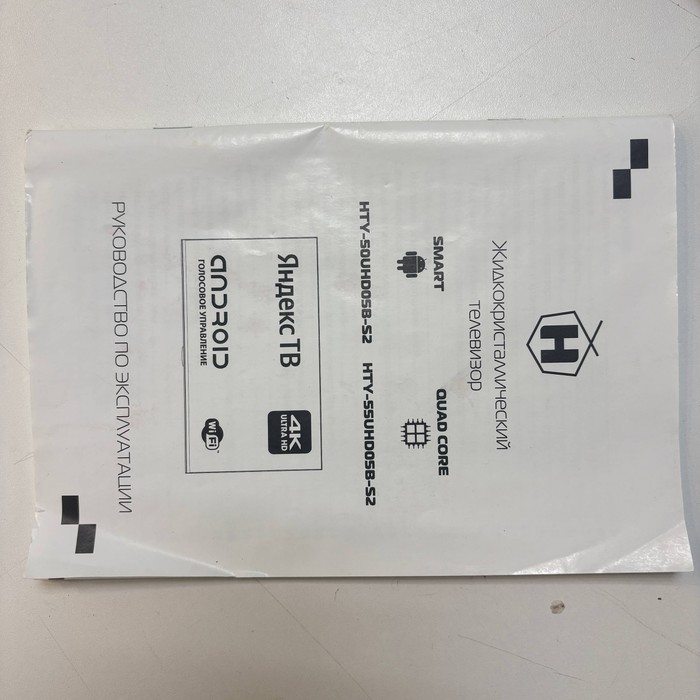 H
Жидкокристаллический
телевизор
SMART
QUAD CORE
HTY-50UHD05B-S2 HTY-55UHD05B-S2
Яндекс ТВ
4K
ULTRA HD
ANDROID
ГОЛОСОВОЕ УПРАВЛЕНИЕ
Wi Fi
РУКОВОДСТВО ПО ЭКСПЛУАТАЦИИ